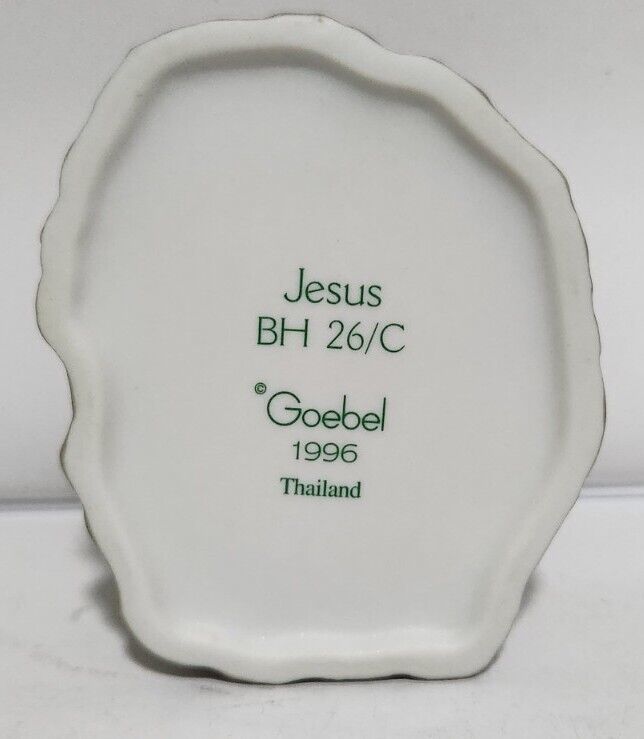 Jesus
BH 26/C
© Goebel
1996
Thailand